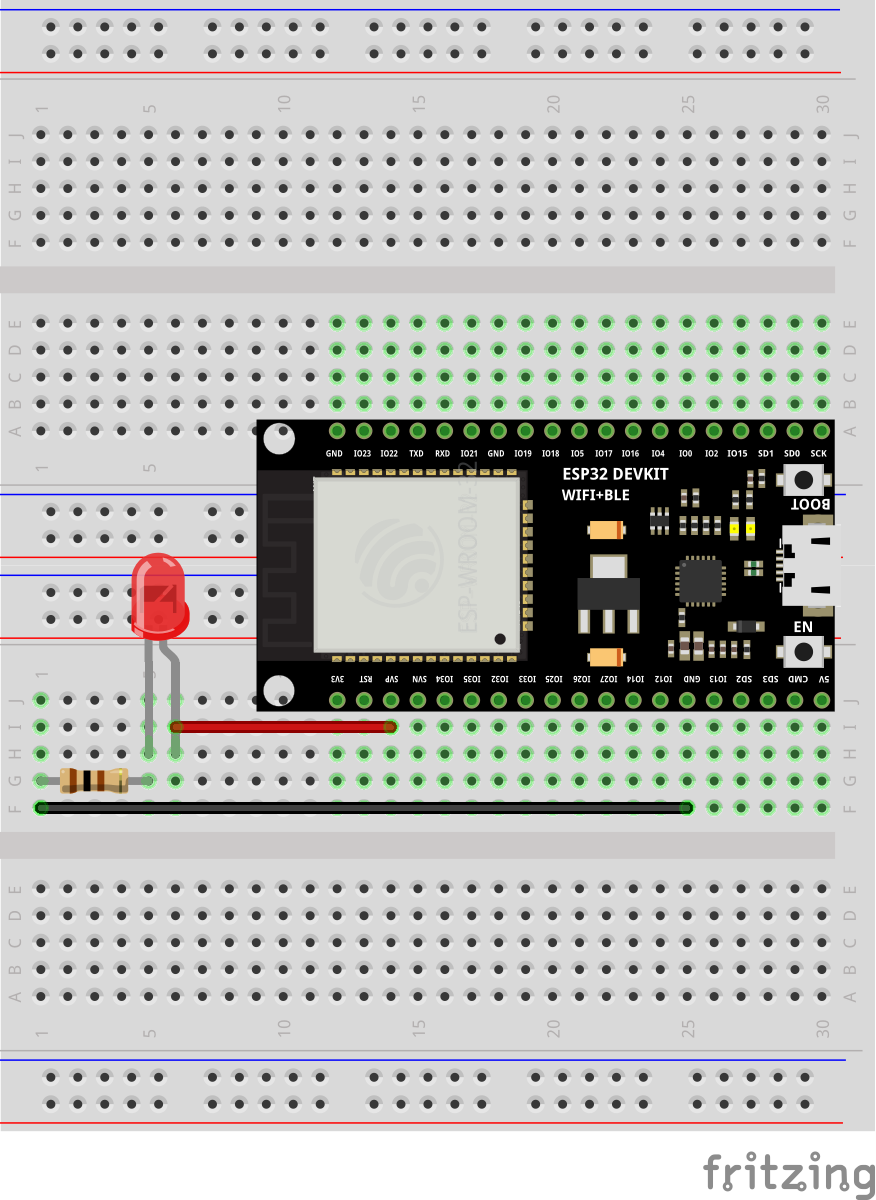 1 5 10 15 20 25 30
J J
I I
H H
G G
F F
E E
D D
C C
B B
A A
GND IO23 IO22 TXD RXD IO21 GND IO19 IO18 IO5 IO17 IO16 IO4 IO0 IO2 IO15 SD1 SD0 SCK
1 5
ESP32 DEVKIT
WIFI+BLE
BOOT
ESP-WROOM-32
EN
3V3 RST SVP SVN IO34 IO35 IO32 IO33 IO25 IO26 IO27 IO14 IO12 GND IO13 SD2 SD3 CMD 5V
1
J J
I I
H H
G G
F F
E E
D D
C C
B B
A A
1 5 10 15 20 25 30
fritzing